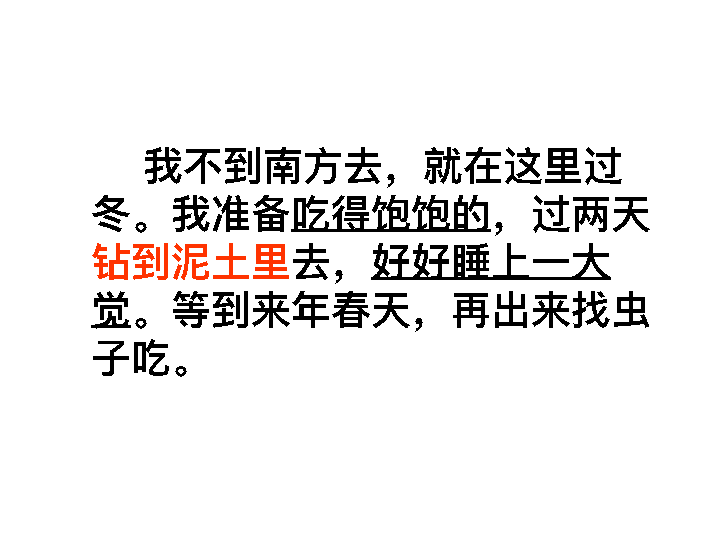 我不到南方去，就在这里过
冬。我准备吃得饱饱的，过两天
钻到泥土里去，好好睡上一大
觉。等到来年春天，再出来找虫
子吃。